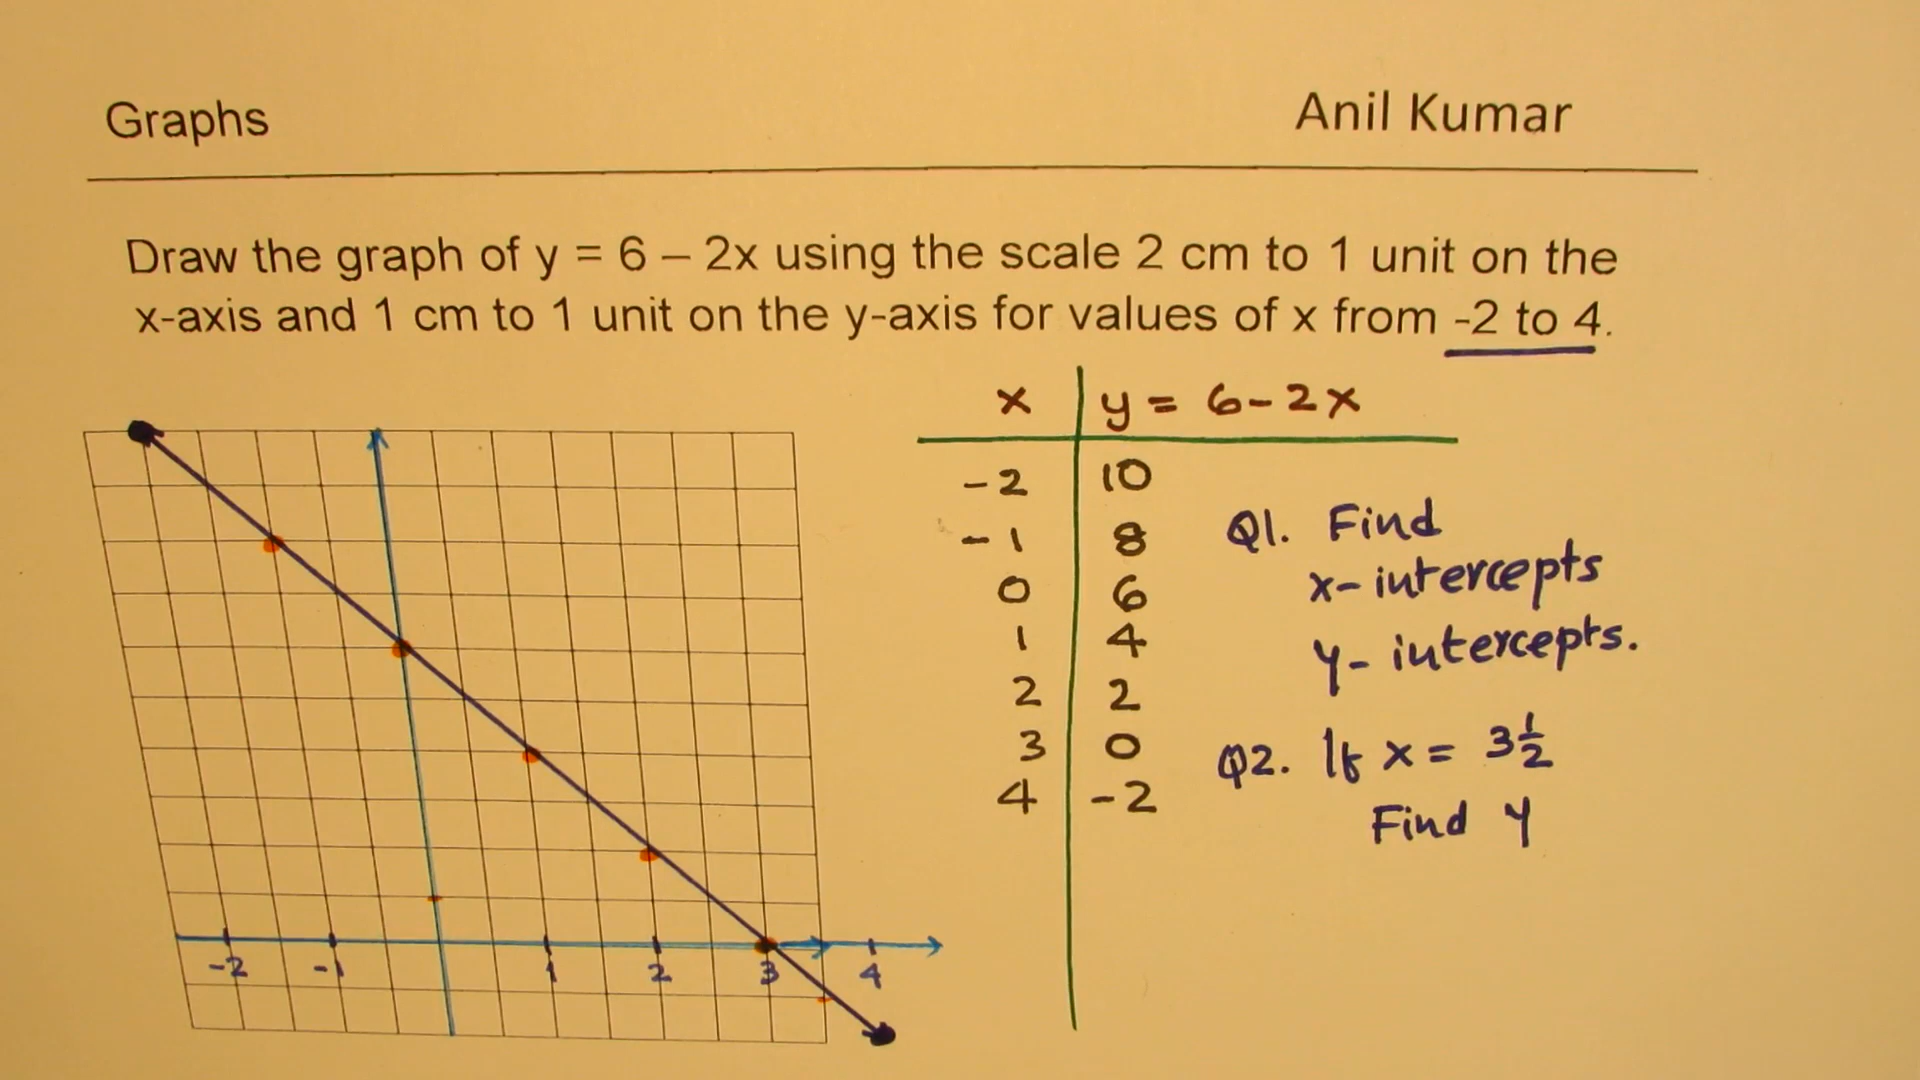 Graphs
Anil Kumar
Draw the graph of y = 6 – 2x using the scale 2 cm to 1 unit on the
x-axis and 1 cm to 1 unit on the y-axis for values of x from -2 to 4.
x y = 6-2x
-2 10
-1 8
0 6
1 4
2 2
3 0
4 -2
Q1. Find
x-intercepts
y-intercepts.
Q2. If x = 3½
Find y
-2 -1 1 2 3 4